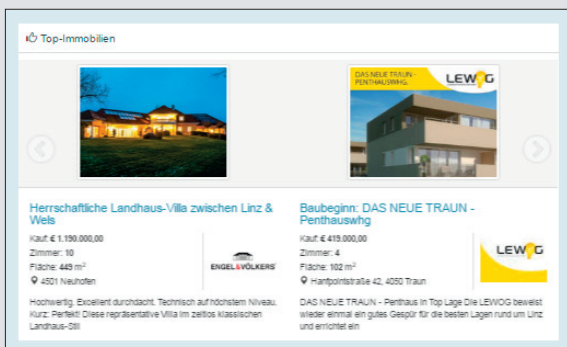 Top-Immobilien
DAS NEUE TRAUN -
PENTHAUSWHG.
LEWOG
Herrschaftliche Landhaus-Villa zwischen Linz &
Wels
Kauf: € 1.190.000,00
Zimmer: 10
Fläche: 445 m²
4501 Neuhofen
ENGEL&VÖLKERS
Hochwertig. Excellent durchdacht. Technisch auf höchstem Niveau.
Kurz: Perfekt! Diese repräsentative Villa im zeitlos klassischen
Landhaus-Stil
Baubeginn: DAS NEUE TRAUN -
Penthauswhg
Kauf: € 419.000,00
Zimmer: 4
Fläche: 102 m²
Hanfpointstraße 42, 4050 Traun
LEWOG
DAS NEUE TRAUN - Penthaus in Top Lage Die LEWOG beweist
wieder einmal ein gutes Gespür für die besten Lagen rund um Linz
und errichtet ein